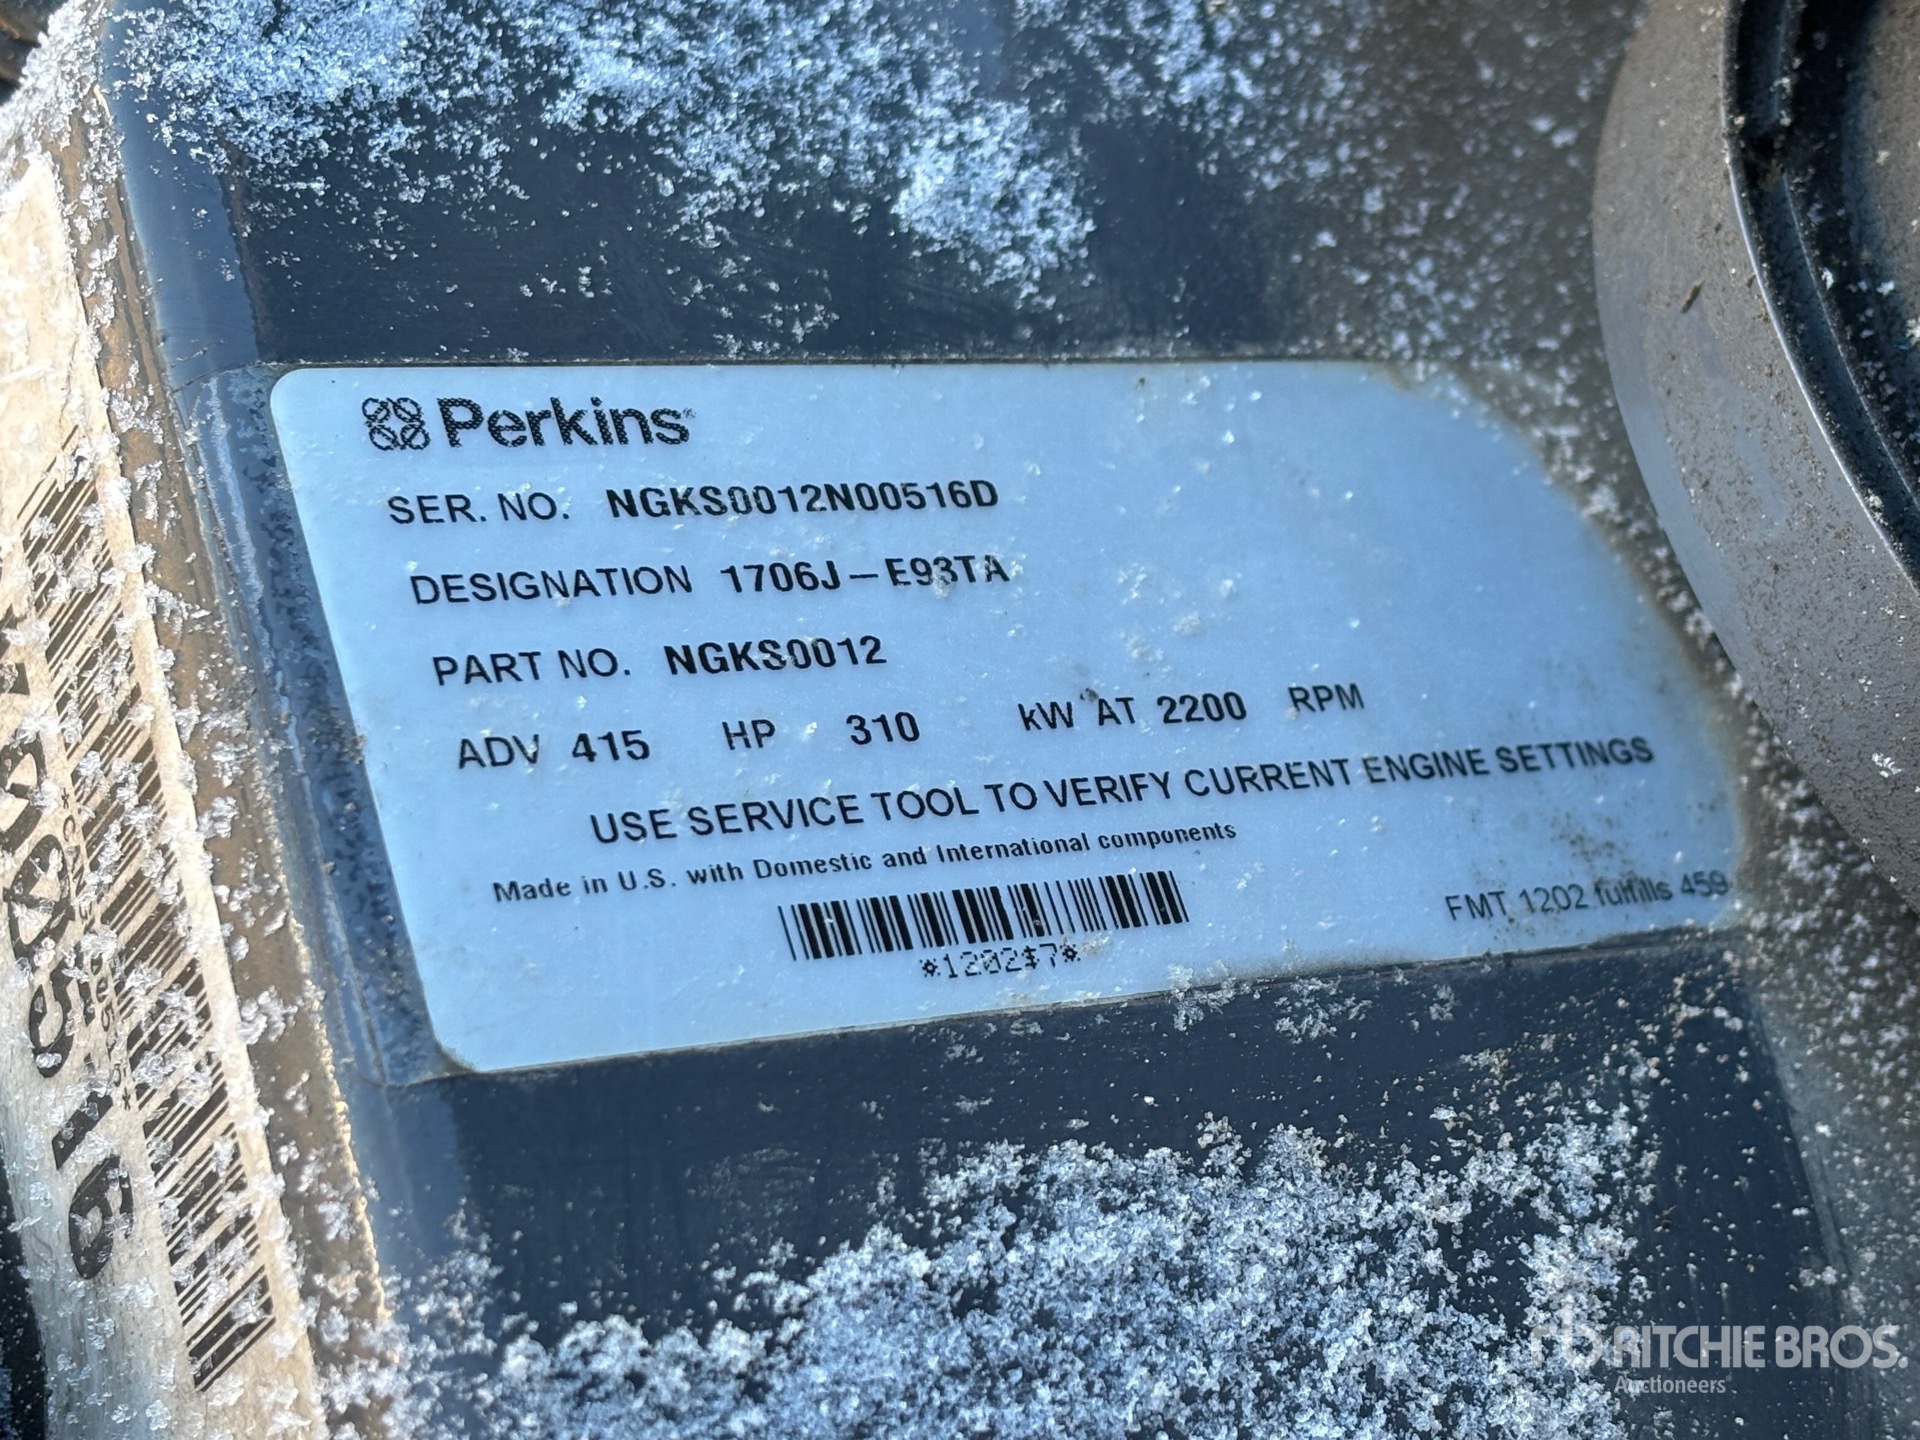 Perkins®
SER. NO. NGKS0012N00516D
DESIGNATION 1706J-E93TA
PART NO. NGKS0012
ADV 415 HP 310 kW AT 2200 RPM
USE SERVICE TOOL TO VERIFY CURRENT ENGINE SETTINGS
Made in U.S. with Domestic and International components
*1202$7*
FMT 1202 fulfills 459
rb RITCHIE BROS.
Auctioneers